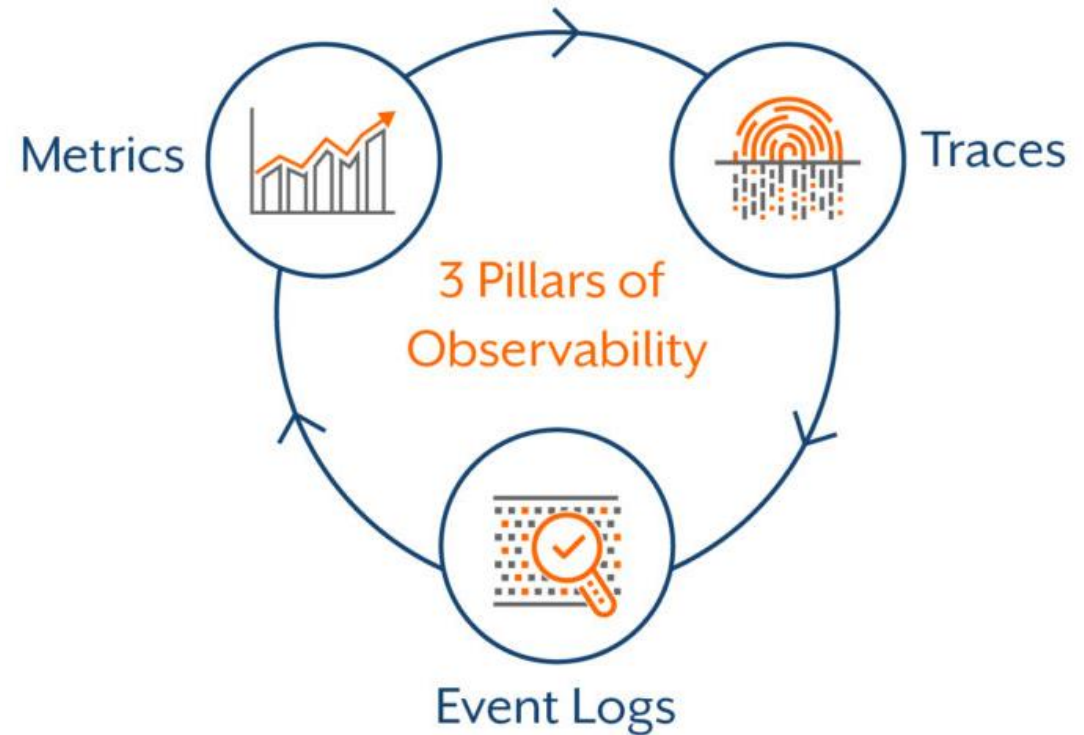 Metrics
Traces
3 Pillars of
Observability
Event Logs